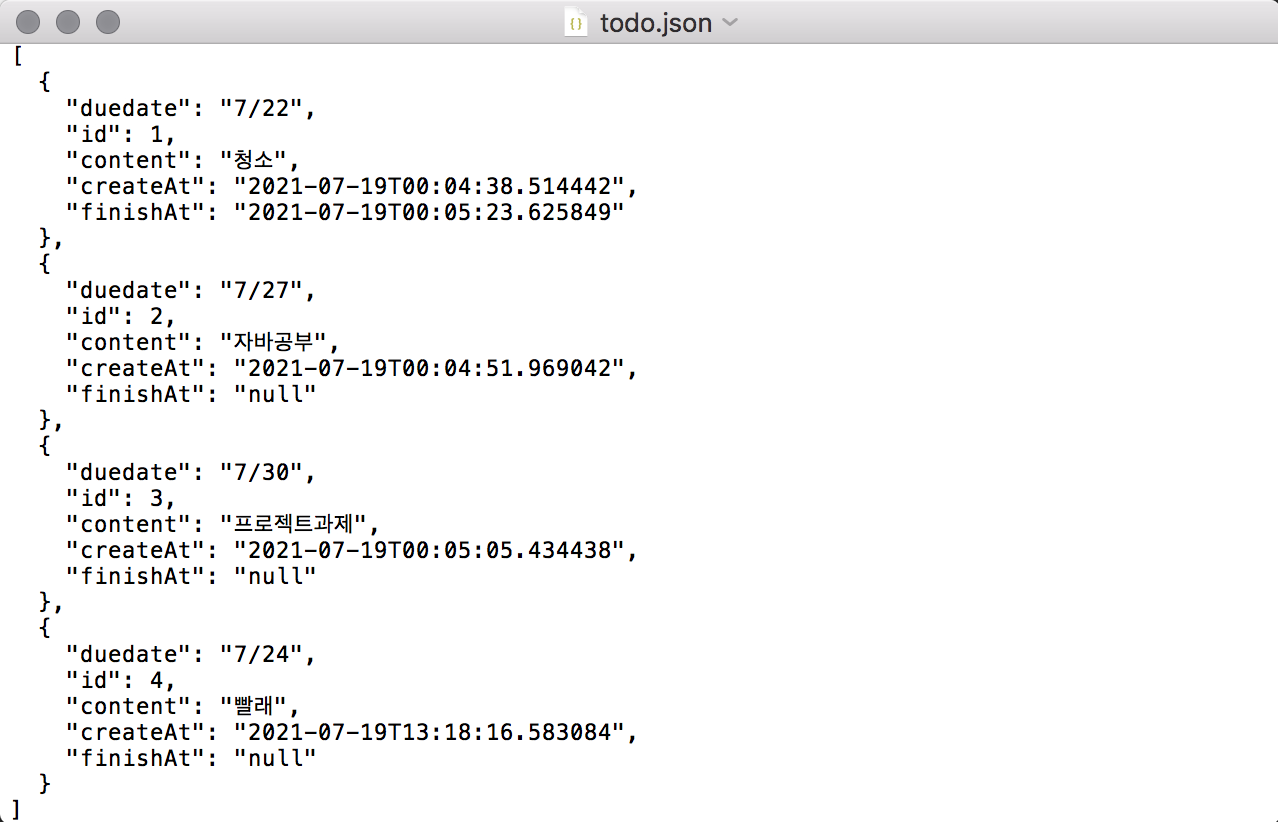 todo.json
[
  {
    "duedate": "7/22",
    "id": 1,
    "content": "청소",
    "createAt": "2021-07-19T00:04:38.514442",
    "finishAt": "2021-07-19T00:05:23.625849"
  },
  {
    "duedate": "7/27",
    "id": 2,
    "content": "자바공부",
    "createAt": "2021-07-19T00:04:51.969042",
    "finishAt": "null"
  },
  {
    "duedate": "7/30",
    "id": 3,
    "content": "프로젝트과제",
    "createAt": "2021-07-19T00:05:05.434438",
    "finishAt": "null"
  },
  {
    "duedate": "7/24",
    "id": 4,
    "content": "빨래",
    "createAt": "2021-07-19T13:18:16.583084",
    "finishAt": "null"
  }
]